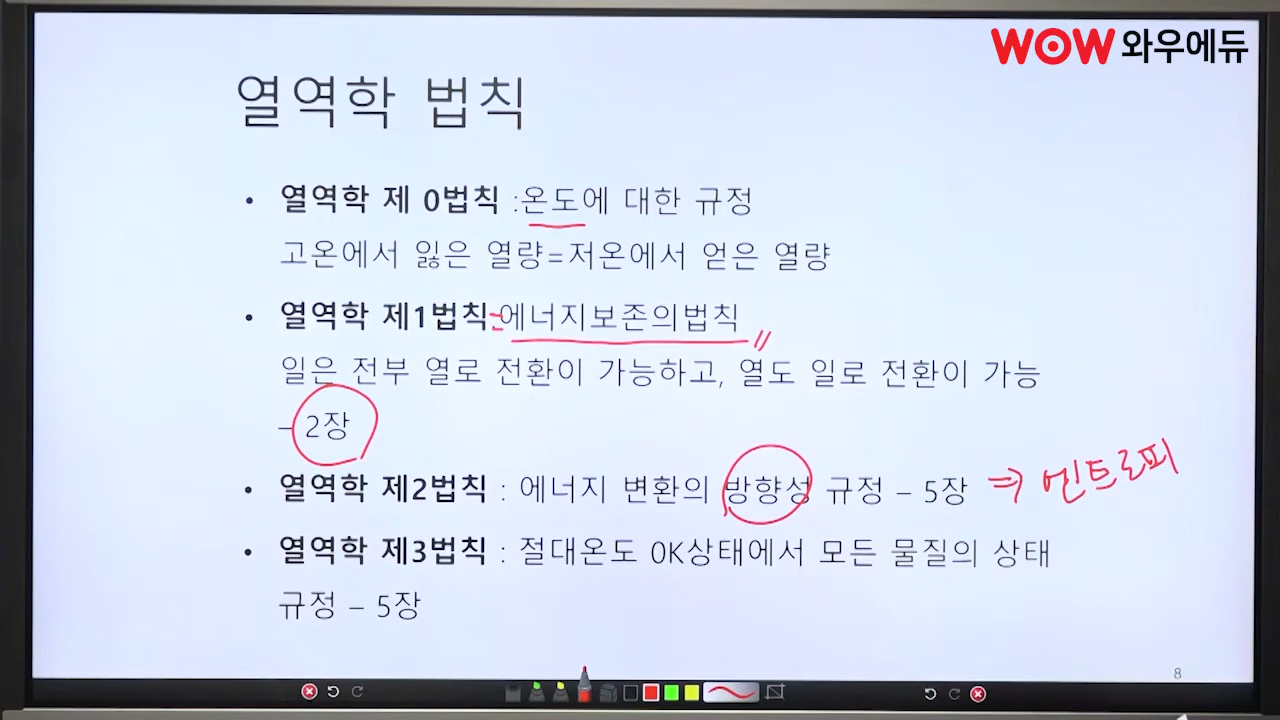 WOW 와우에듀
열역학 법칙
• 열역학 제 0법칙 :온도에 대한 규정
고온에서 잃은 열량=저온에서 얻은 열량
• 열역학 제1법칙:에너지보존의법칙
일은 전부 열로 전환이 가능하고, 열도 일로 전환이 가능
– 2장
• 열역학 제2법칙 : 에너지 변환의 방향성 규정 – 5장 ⇒ 엔트로피
• 열역학 제3법칙 : 절대온도 0K상태에서 모든 물질의 상태
규정 – 5장
8